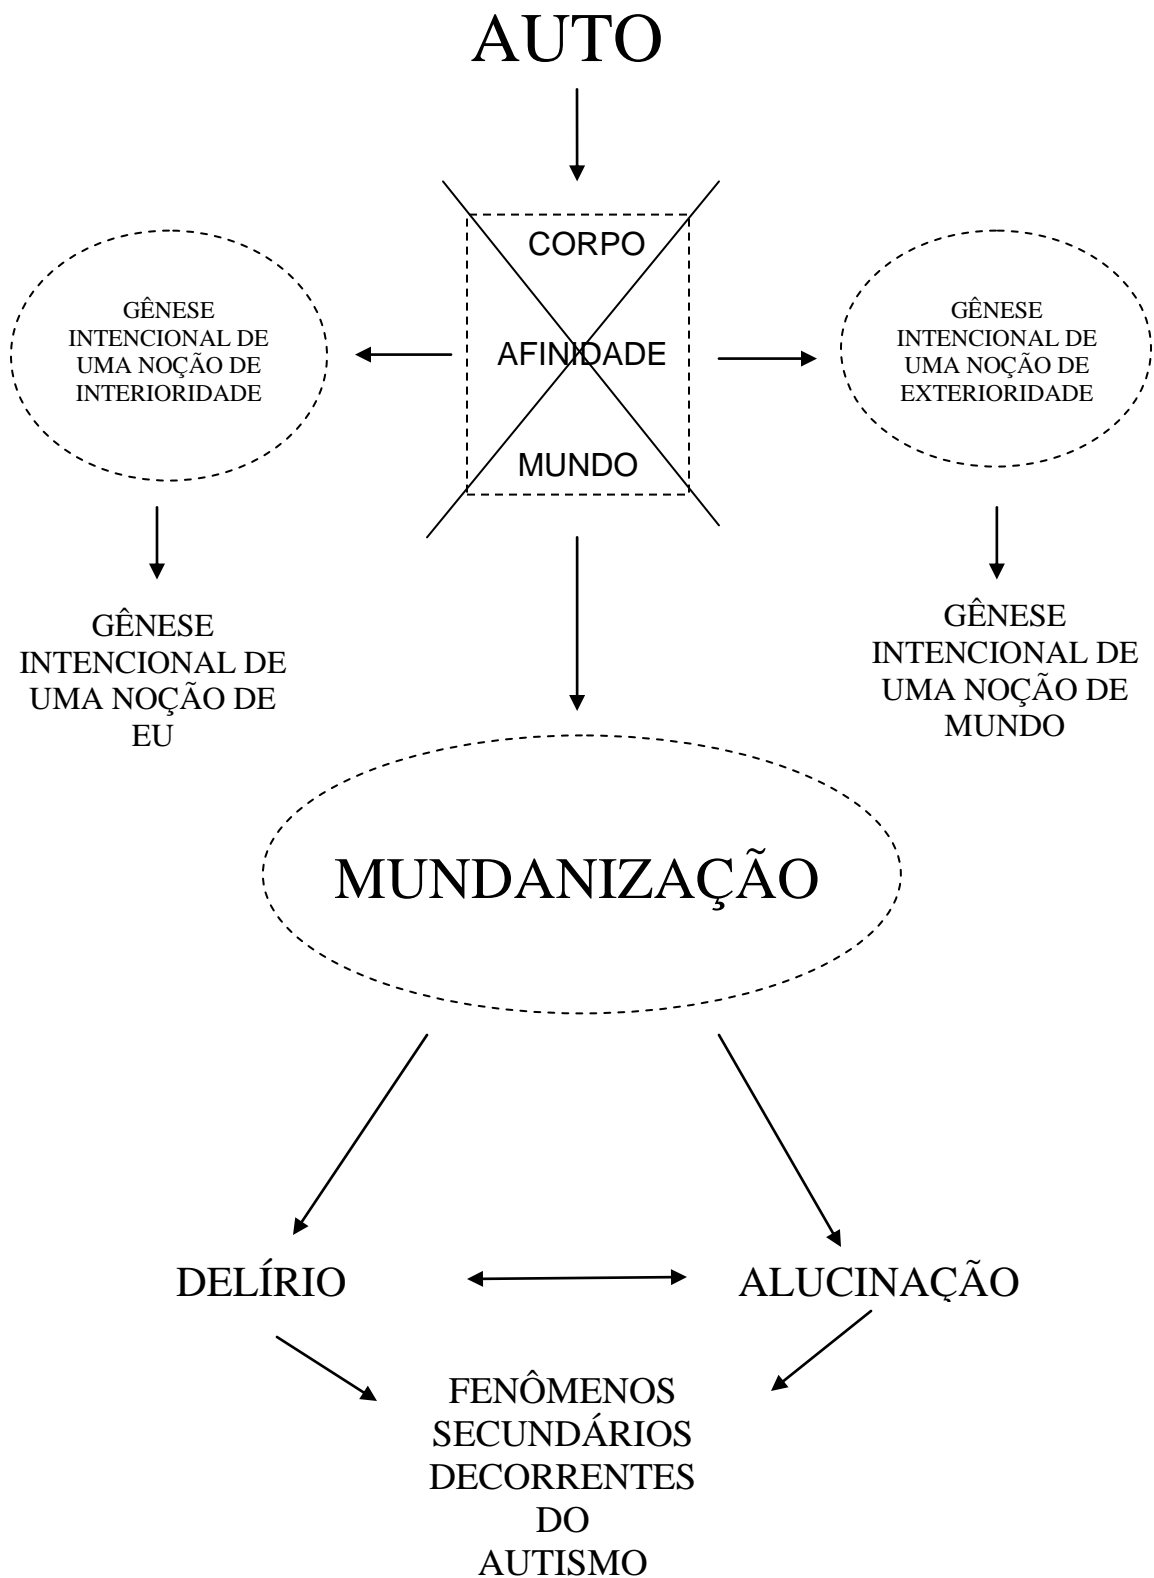 AUTO
CORPO
AFINIDADE
MUNDO
GÊNESE
INTENCIONAL DE
UMA NOÇÃO DE
INTERIORIDADE
GÊNESE
INTENCIONAL DE
UMA NOÇÃO DE
EXTERIORIDADE
GÊNESE
INTENCIONAL DE
UMA NOÇÃO DE
EU
GÊNESE
INTENCIONAL DE
UMA NOÇÃO DE
MUNDO
MUNDANIZAÇÃO
DELÍRIO
ALUCINAÇÃO
FENÔMENOS
SECUNDÁRIOS
DECORRENTES
DO
AUTISMO